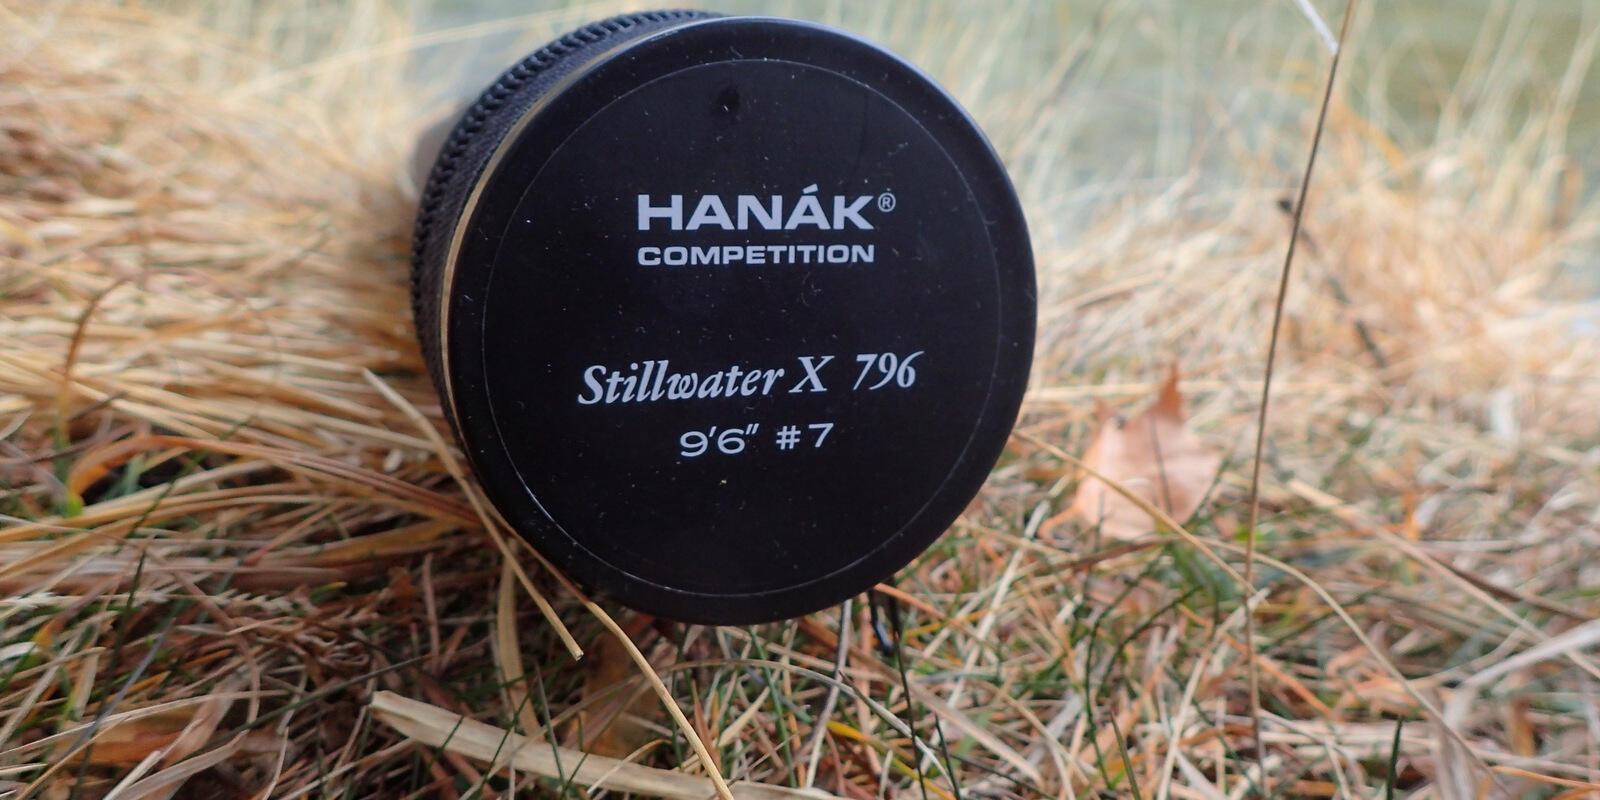 HANÁK®
COMPETITION
Stillwater X 796
9'6" #7